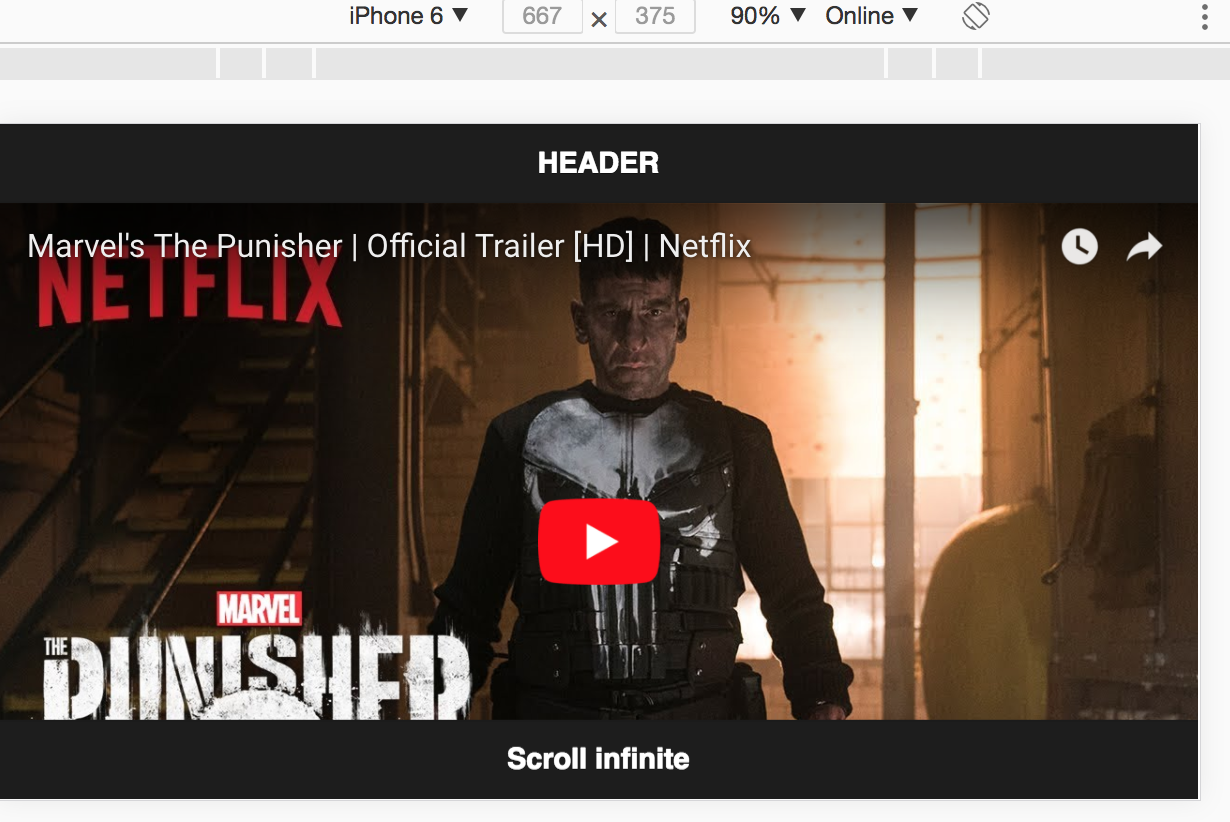 iPhone 6 ▼ 667 × 375 90% ▼ Online ▼
HEADER
Marvel's The Punisher | Official Trailer [HD] | Netflix
NETFLIX
MARVEL
THE
PUNISHER
Scroll infinite